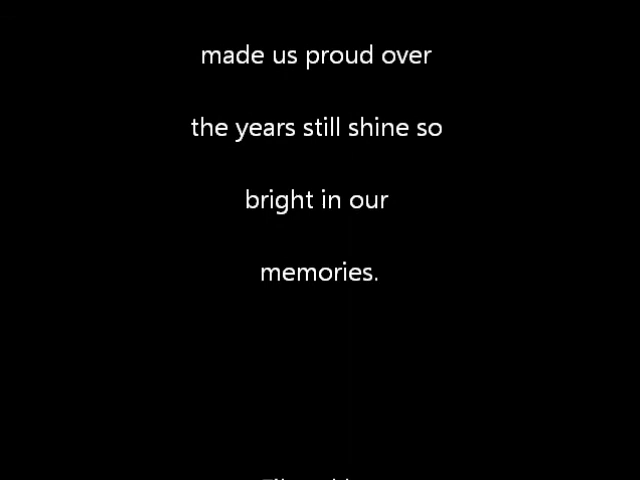 made us proud over
the years still shine so
bright in our
memories.